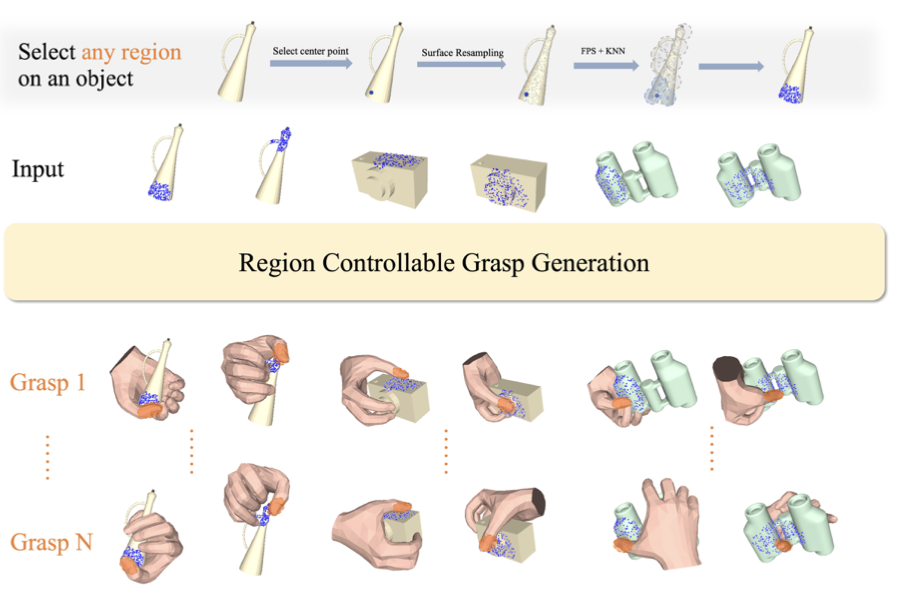 Select any region
on an object
Select center point
Surface Resampling
FPS + KNN
Input
Region Controllable Grasp Generation
Grasp 1
Grasp N